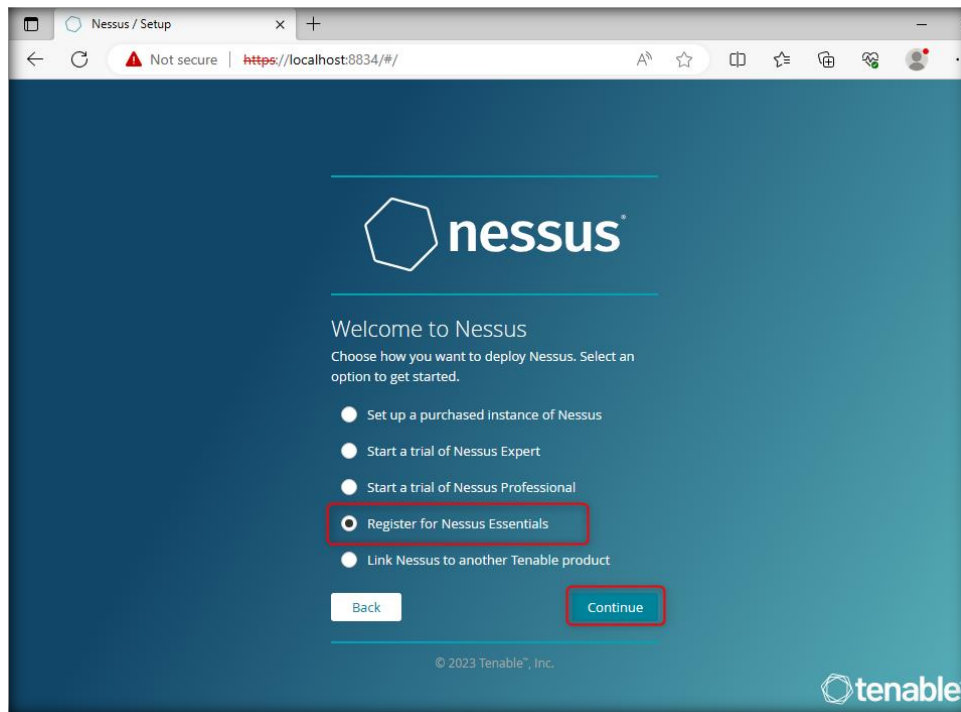 Nessus / Setup
Not secure | https://localhost:8834/#/
nessus®
Welcome to Nessus
Choose how you want to deploy Nessus. Select an
option to get started.
Set up a purchased instance of Nessus
Start a trial of Nessus Expert
Start a trial of Nessus Professional
Register for Nessus Essentials
Link Nessus to another Tenable product
Back Continue
© 2023 Tenable™, Inc.
tenable